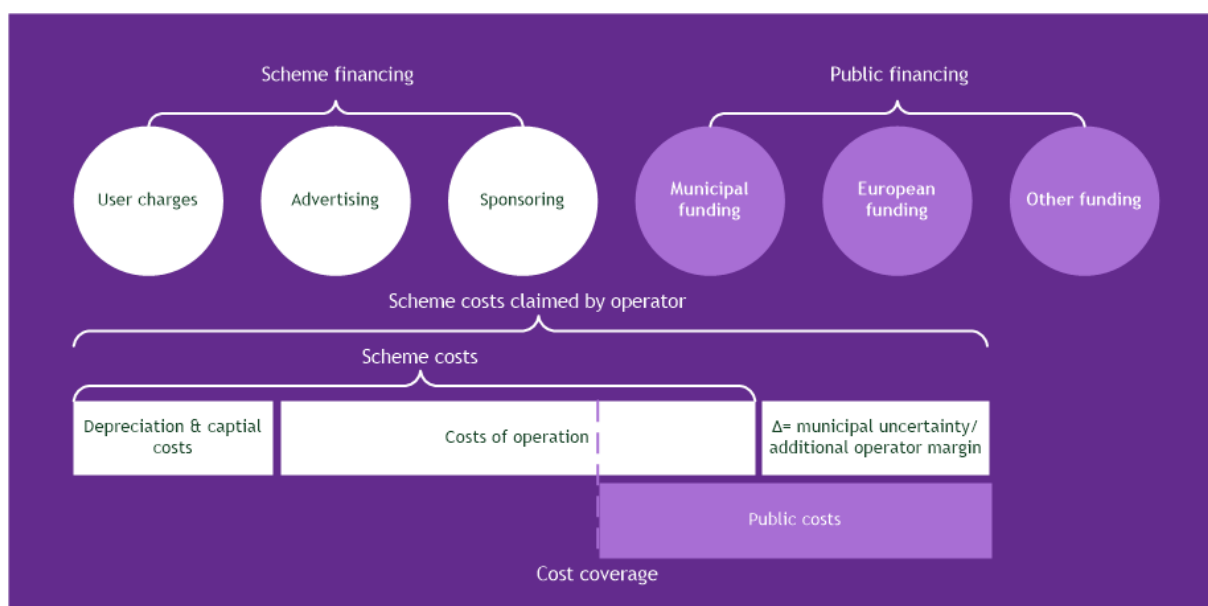 Scheme financing
Public financing
User charges
Advertising
Sponsoring
Municipal
funding
European
funding
Other funding
Scheme costs claimed by operator
Scheme costs
Depreciation & captial
costs
Costs of operation
Δ= municipal uncertainty/
additional operator margin
Public costs
Cost coverage